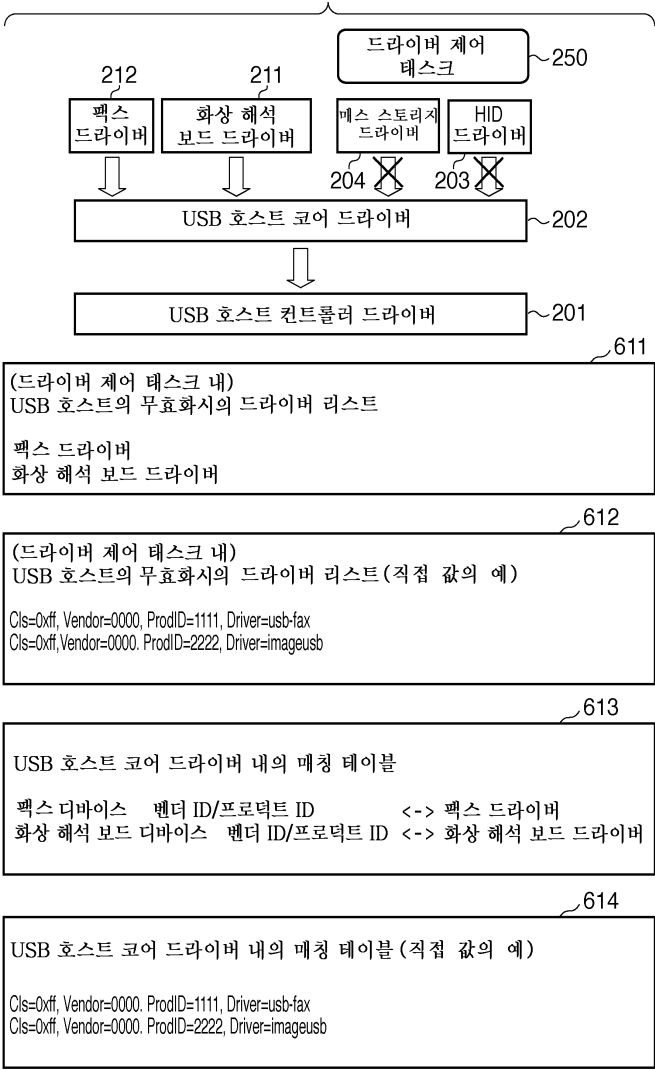 드라이버 제어
태스크
250
212
211
팩스
드라이버
화상 해석
보드 드라이버
매스 스토리지
드라이버
HID
드라이버
204
203
USB 호스트 코어 드라이버
202
USB 호스트 컨트롤러 드라이버
201
611
(드라이버 제어 태스크 내)
USB 호스트의 무효화시의 드라이버 리스트
팩스 드라이버
화상 해석 보드 드라이버
612
(드라이버 제어 태스크 내)
USB 호스트의 무효화시의 드라이버 리스트(직접 값의 예)
Cls=0xff, Vendor=0000, ProdID=1111, Driver=usb-fax
Cls=0xff,Vendor=0000. ProdID=2222, Driver=imageusb
613
USB 호스트 코어 드라이버 내의 매칭 테이블
팩스 디바이스 벤더 ID/프로덕트 ID <-> 팩스 드라이버
화상 해석 보드 디바이스 벤더 ID/프로덕트 ID <-> 화상 해석 보드 드라이버
614
USB 호스트 코어 드라이버 내의 매칭 테이블(직접 값의 예)
Cls=0xff, Vendor=0000. ProdID=1111, Driver=usb-fax
Cls=0xff, Vendor=0000. ProdID=2222, Driver=imageusb